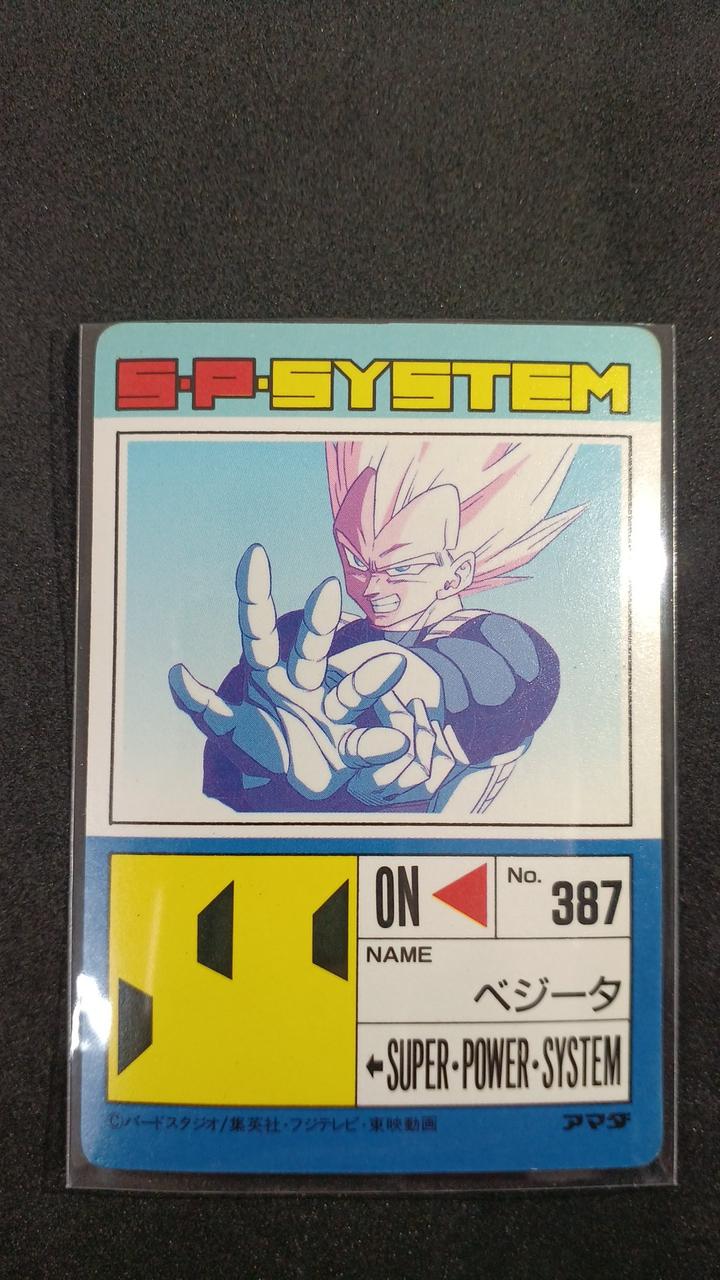 S·P·SYSTEM
ON
No. 387
NAME
ベジータ
SUPER·POWER·SYSTEM
©バードスタジオ/集英社・フジテレビ・東映動画
アマダ